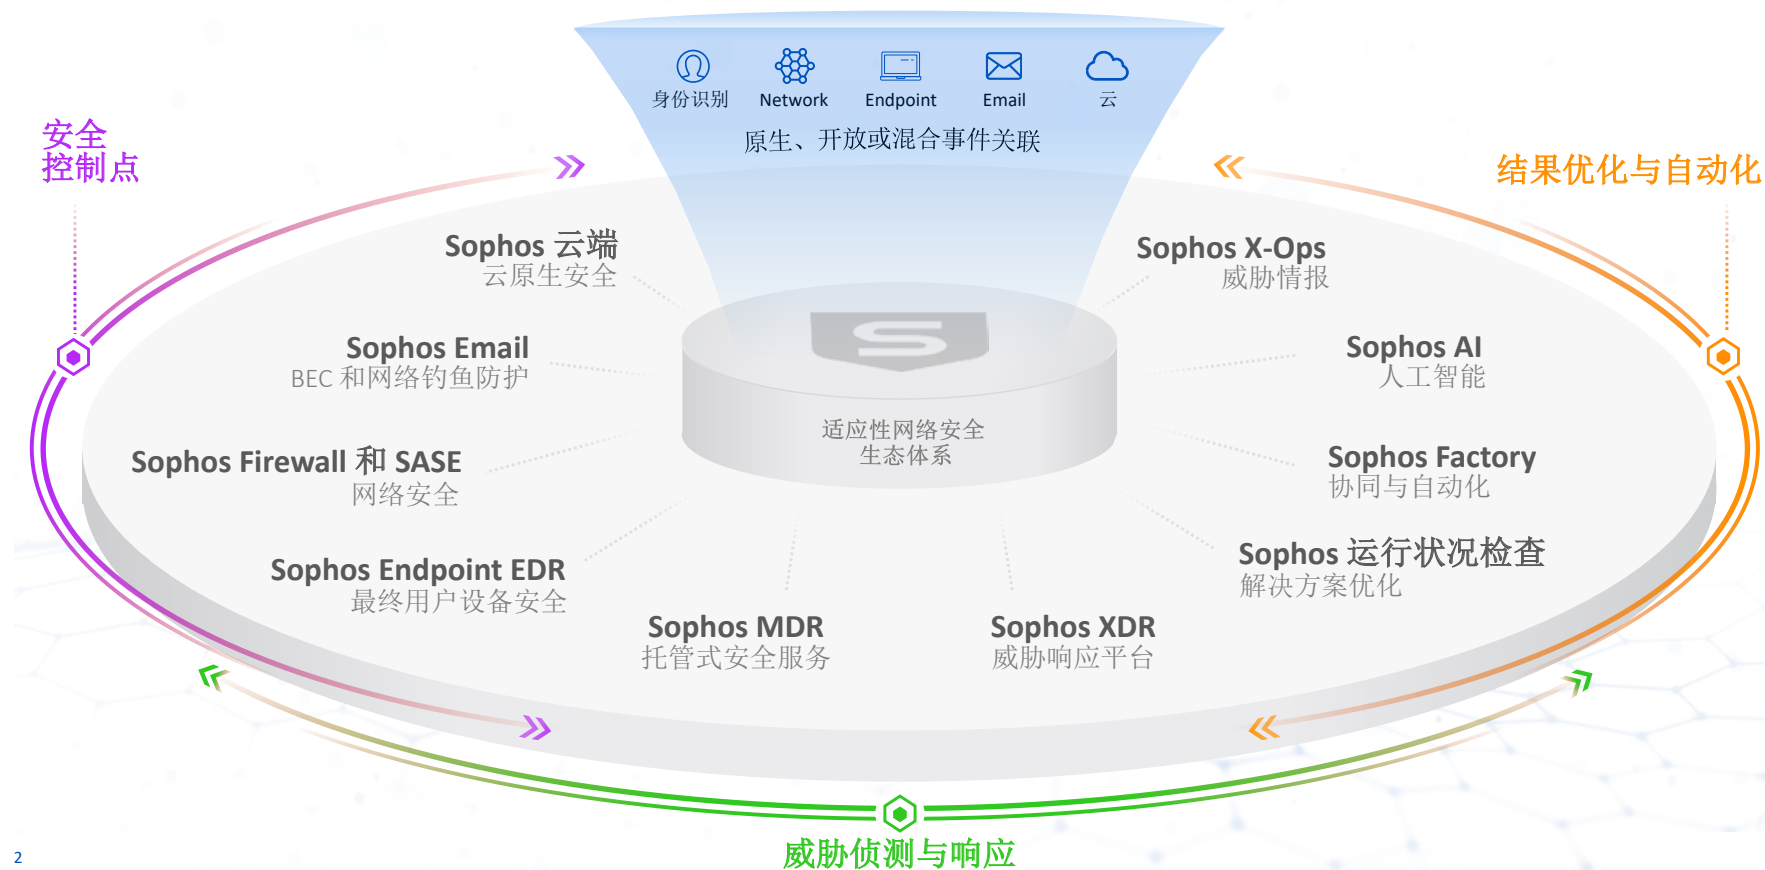 身份识别
Network
Endpoint
Email
云
原生、开放或混合事件关联
安全
控制点
结果优化与自动化
Sophos 云端
云原生安全
Sophos Email
BEC 和网络钓鱼防护
Sophos Firewall 和 SASE
网络安全
Sophos Endpoint EDR
最终用户设备安全
Sophos MDR
托管式安全服务
Sophos XDR
威胁响应平台
Sophos X-Ops
威胁情报
Sophos AI
人工智能
Sophos Factory
协同与自动化
Sophos 运行状况检查
解决方案优化
S
适应性网络安全
生态体系
威胁侦测与响应
2